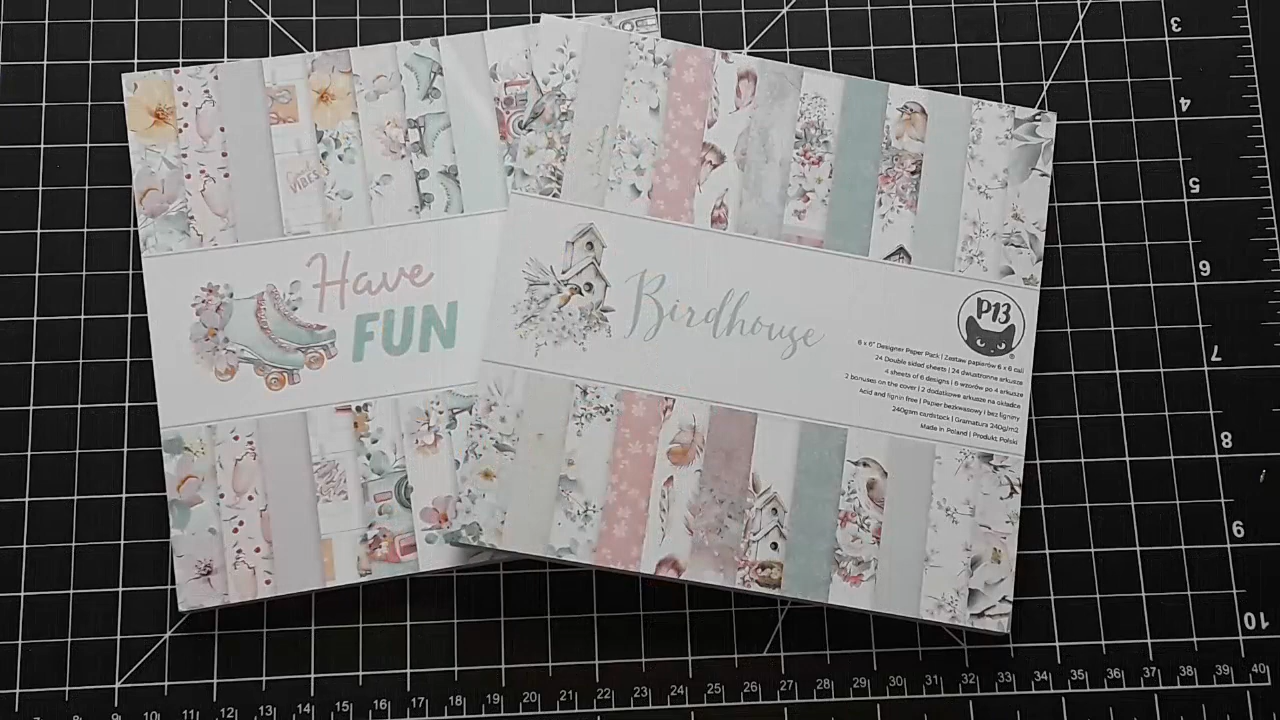 VIBES
Have
FUN
Birdhouse
P13
6 x 6" Designer Paper Pack | Zestaw papierów 6 x 6 cali
24 Double sided sheets | 24 dwustronne arkusze
4 sheets of 6 designs | 6 wzorów po 4 arkusze
2 bonuses on the cover | 2 dodatkowe arkusze na okładce
Acid and lignin free | Papier bezkwasowy i bez ligniny
240gsm cardstock | Gramatura 240g/m2
Made in Poland | Produkt Polski
3
4
5
6
7
8
9
10
7 8 9 10 11 12 13 14 15 16 17 18 19 20 21 22 23 24 25 26 27 28 29 30 31 32 33 34 35 36 37 38 39 40